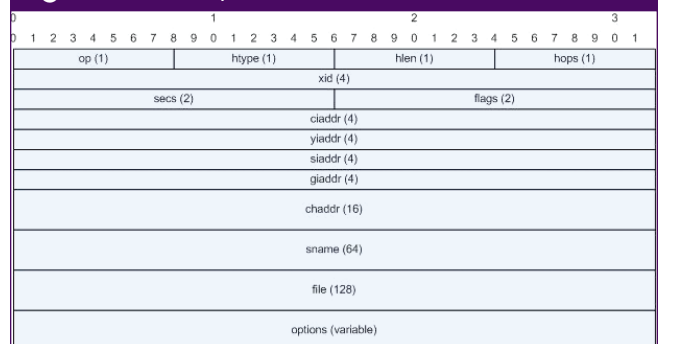 0 1 2 3
0 1 2 3 4 5 6 7 8 9 0 1 2 3 4 5 6 7 8 9 0 1 2 3 4 5 6 7 8 9 0 1
op (1) htype (1) hlen (1) hops (1)
xid (4)
secs (2) flags (2)
ciaddr (4)
yiaddr (4)
siaddr (4)
giaddr (4)
chaddr (16)
sname (64)
file (128)
options (variable)